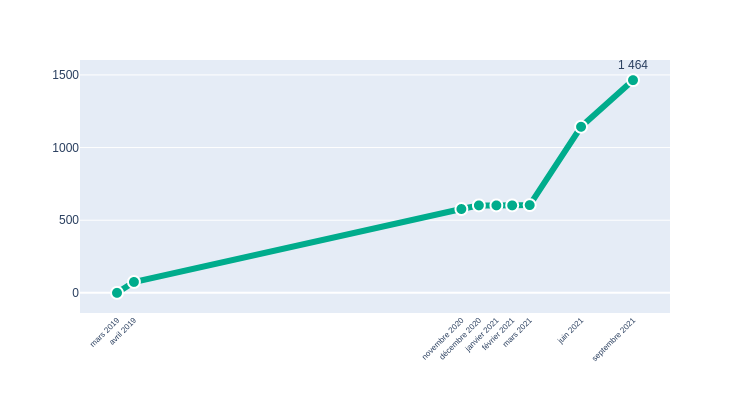 1 464
1500
1000
500
0
mars 2019
avril 2019
novembre 2020
décembre 2020
janvier 2021
février 2021
mars 2021
juin 2021
septembre 2021